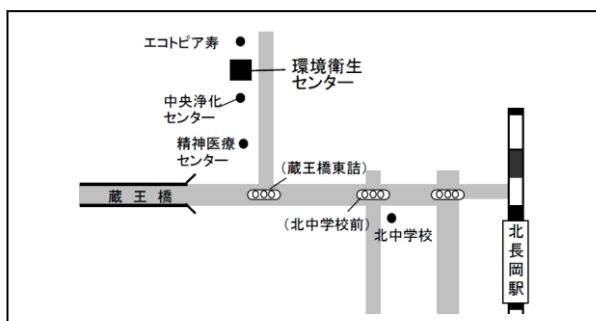 エコトピア寿
環境衛生
センター
中央浄化
センター
精神医療
センター
(蔵王橋東詰)
蔵王橋
(北中学校前)
北中学校
北長岡駅